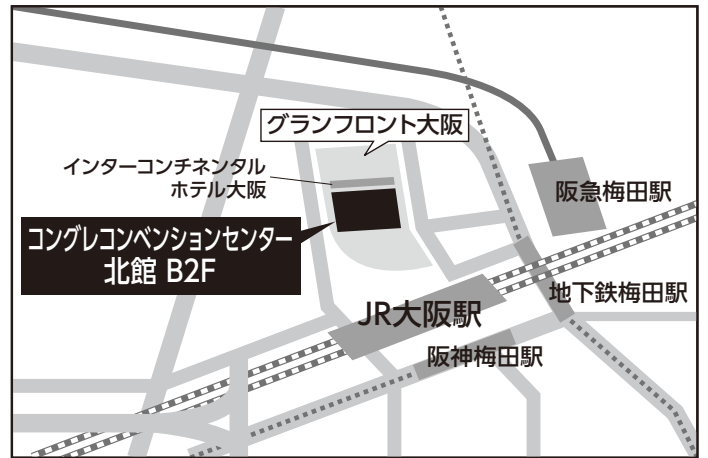 グランフロント大阪
インターコンチネンタル
ホテル大阪
阪急梅田駅
コングレコンベンションセンター
北館 B2F
地下鉄梅田駅
JR大阪駅
阪神梅田駅